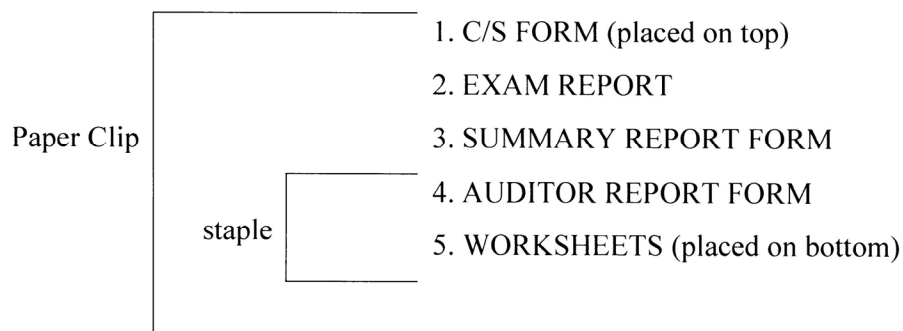 1. C/S FORM (placed on top)
2. EXAM REPORT
Paper Clip
3. SUMMARY REPORT FORM
4. AUDITOR REPORT FORM
staple
5. WORKSHEETS (placed on bottom)